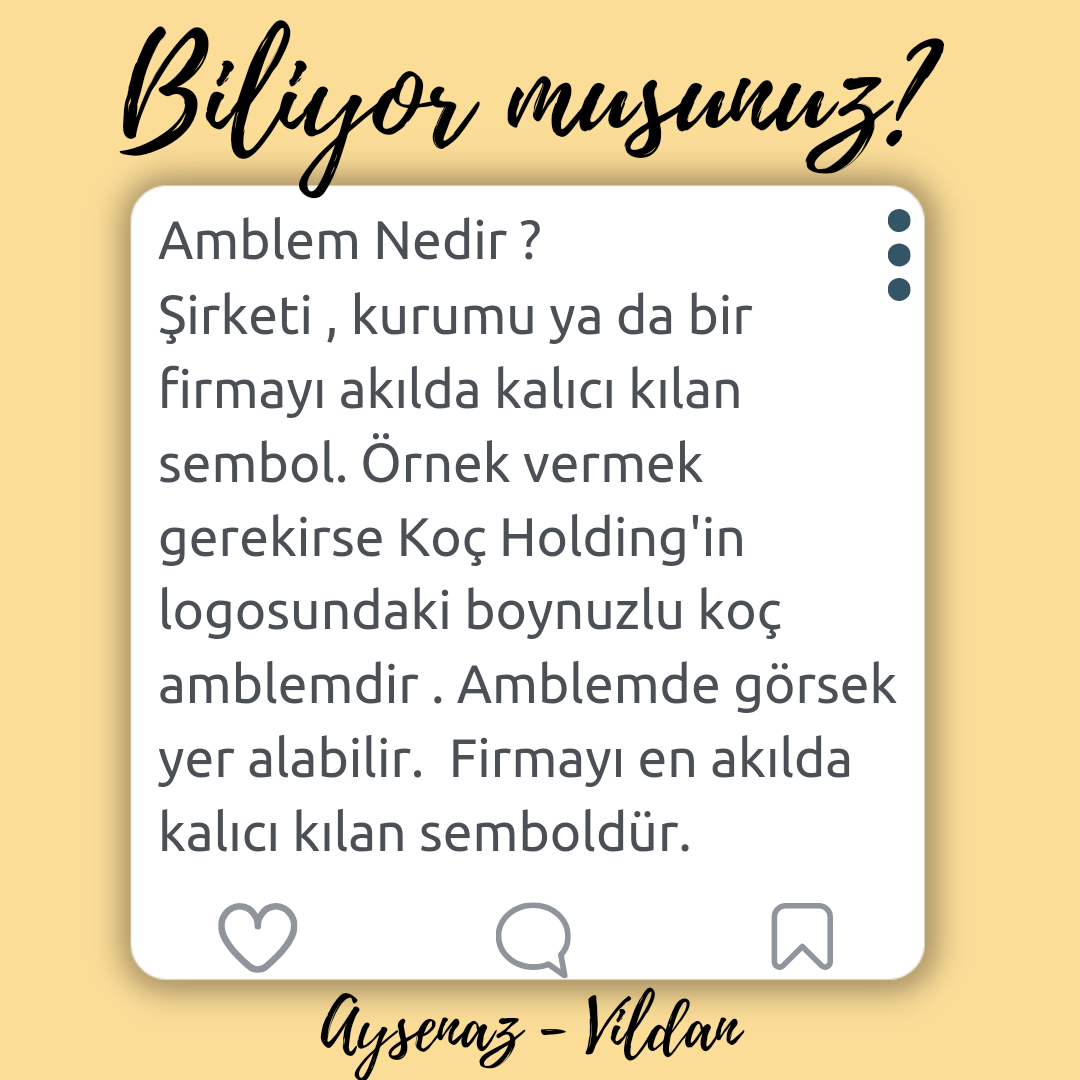 Biliyor musunuz?
Amblem Nedir ?
Şirketi , kurumu ya da bir
firmayı akılda kalıcı kılan
sembol. Örnek vermek
gerekirse Koç Holding'in
logosundaki boynuzlu koç
amblemdir . Amblemde görsek
yer alabilir.  Firmayı en akılda
kalıcı kılan semboldür.
Aysenaz - Vildan